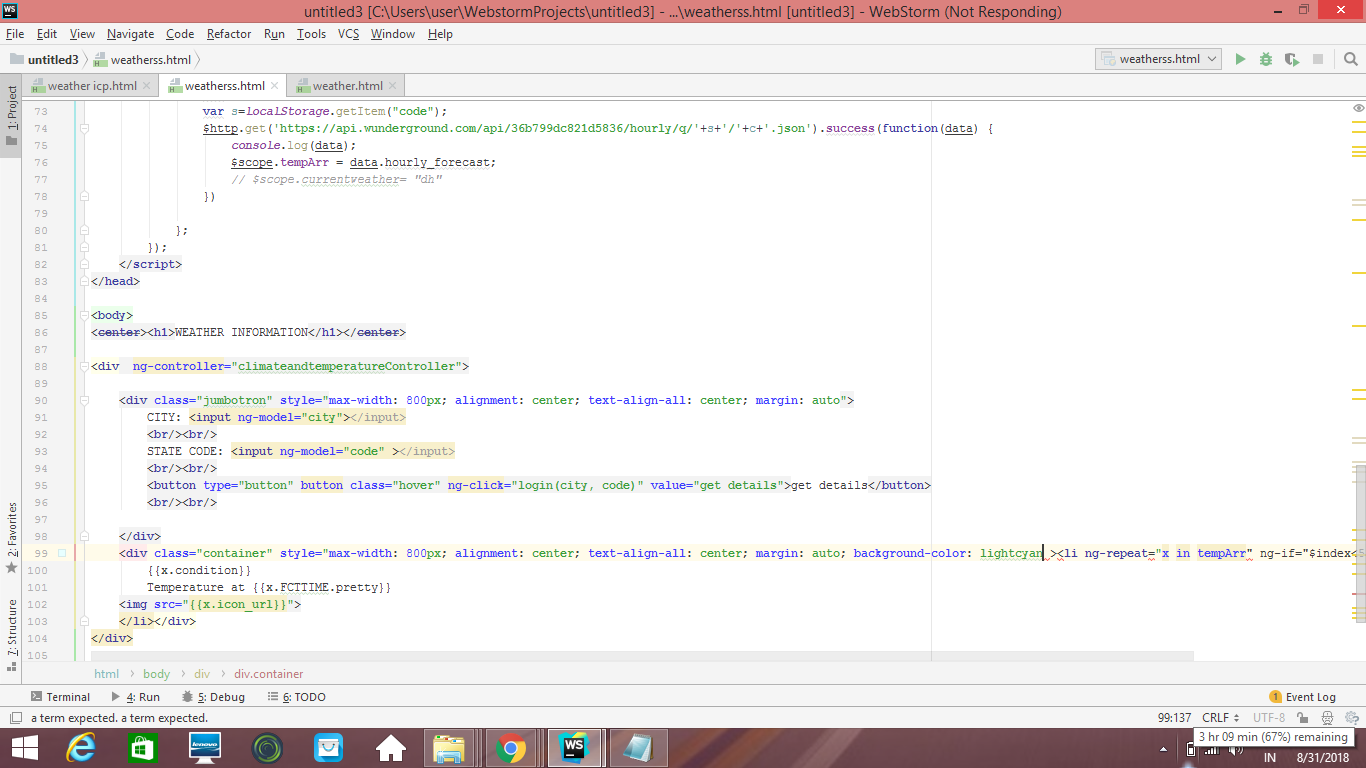 WS untitled3 [C:\Users\user\WebstormProjects\untitled3] - ...\weatherss.html [untitled3] - WebStorm (Not Responding)
File Edit View Navigate Code Refactor Run Tools VCS Window Help
untitled3 weatherss.html weatherss.html
weather icp.html weatherss.html weather.html
1: Project
2: Favorites
7: Structure
73 var s=localStorage.getItem("code");
74 $http.get('https://api.wunderground.com/api/36b799dc821d5836/hourly/q/'+s+'/'+c+'.json').success(function(data) {
75 console.log(data);
76 $scope.tempArr = data.hourly_forecast;
77 // $scope.currentweather= "dh"
78 })
79
80 };
81 });
82 </script>
83 </head>
84
85 <body>
86 <center><h1>WEATHER INFORMATION</h1></center>
87
88 <div  ng-controller="climateandtemperatureController">
89
90 <div class="jumbotron" style="max-width: 800px; alignment: center; text-align-all: center; margin: auto">
91 CITY: <input ng-model="city"></input>
92 <br/><br/>
93 STATE CODE: <input ng-model="code" ></input>
94 <br/><br/>
95 <button type="button" button class="hover" ng-click="login(city, code)" value="get details">get details</button>
96 <br/><br/>
97
98 </div>
99 <div class="container" style="max-width: 800px; alignment: center; text-align-all: center; margin: auto; background-color: lightcyan ><li ng-repeat="x in tempArr" ng-if="$index<5
100 {{x.condition}}
101 Temperature at {{x.FCTTIME.pretty}}
102 <img src="{{x.icon_url}}">
103 </li></div>
104 </div>
105
html body div div.container
Terminal 4: Run 5: Debug 6: TODO 1 Event Log
a term expected. a term expected. 99:137 CRLF UTF-8
3 hr 09 min (67%) remaining
lenovo WS IN 8/31/2018